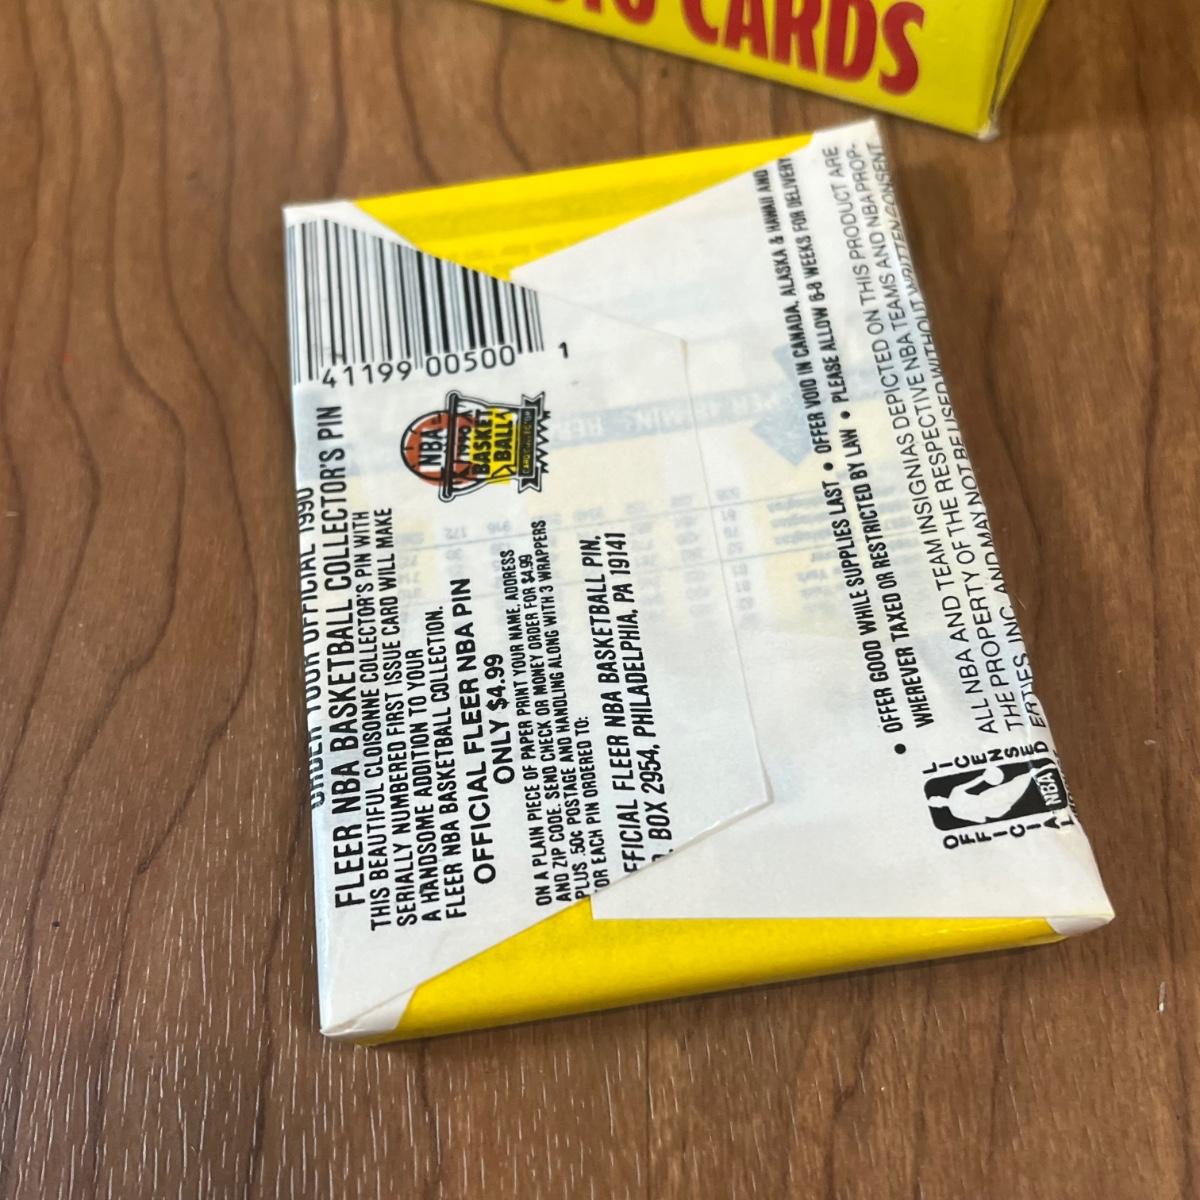 CARDS
41199 00500 1
ORDER YOUR OFFICIAL 1990
FLEER NBA BASKETBALL COLLECTOR'S PIN
THIS BEAUTIFUL CLOISONNE COLLECTOR'S PIN WITH
SERIALLY NUMBERED FIRST ISSUE CARD WILL MAKE
A HANDSOME ADDITION TO YOUR
FLEER NBA BASKETBALL COLLECTION.
OFFICIAL FLEER NBA PIN
ONLY $4.99
ON A PLAIN PIECE OF PAPER PRINT YOUR NAME, ADDRESS
AND ZIP CODE. SEND CHECK OR MONEY ORDER FOR $4.99
PLUS .50¢ POSTAGE AND HANDLING ALONG WITH 3 WRAPPERS
FOR EACH PIN ORDERED TO:
FFICIAL FLEER NBA BASKETBALL PIN,
. BOX 2954, PHILADELPHIA, PA 19141
NBA
1990
BASKET
BALL
• OFFER GOOD WHILE SUPPLIES LAST • OFFER VOID IN CANADA, ALASKA & HAWAII AND
WHEREVER TAXED OR RESTRICTED BY LAW • PLEASE ALLOW 6-8 WEEKS FOR DELIVERY
ALL NBA AND TEAM INSIGNIAS DEPICTED ON THIS PRODUCT ARE
THE PROPERTY OF THE RESPECTIVE NBA TEAMS AND NBA PROP-
ERTIES, INC. AND MAY NOT BE USED WITHOUT WRITTEN CONSENT
OFFICIAL
LICENSED
NBA